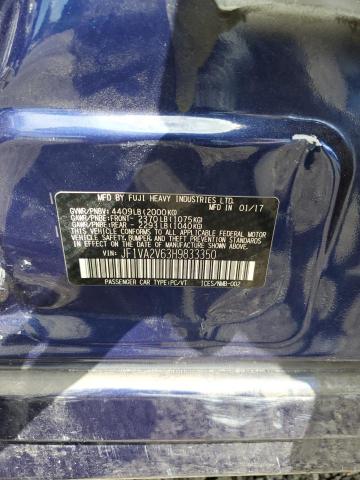 MFD BY FUJI HEAVY INDUSTRIES LTD.
GVWR/PNBV: 4409LB(2000KG) MFD IN 01/17
GAWR/PNBE:FRONT- 2370LB(1075KG)
GAWR/PNBE:REAR - 2293LB(1040KG)
THIS VEHICLE CONFORMS TO ALL APPLICABLE FEDERAL MOTOR
VEHICLE SAFETY, BUMPER, AND THEFT PREVENTION STANDARDS
IN EFFECT ON THE DATE OF MANUFACTURE SHOWN ABOVE.
VIN: JF1VA2V63H9833350
PASSENGER CAR TYPE:PC/VT ICES/NMB-002